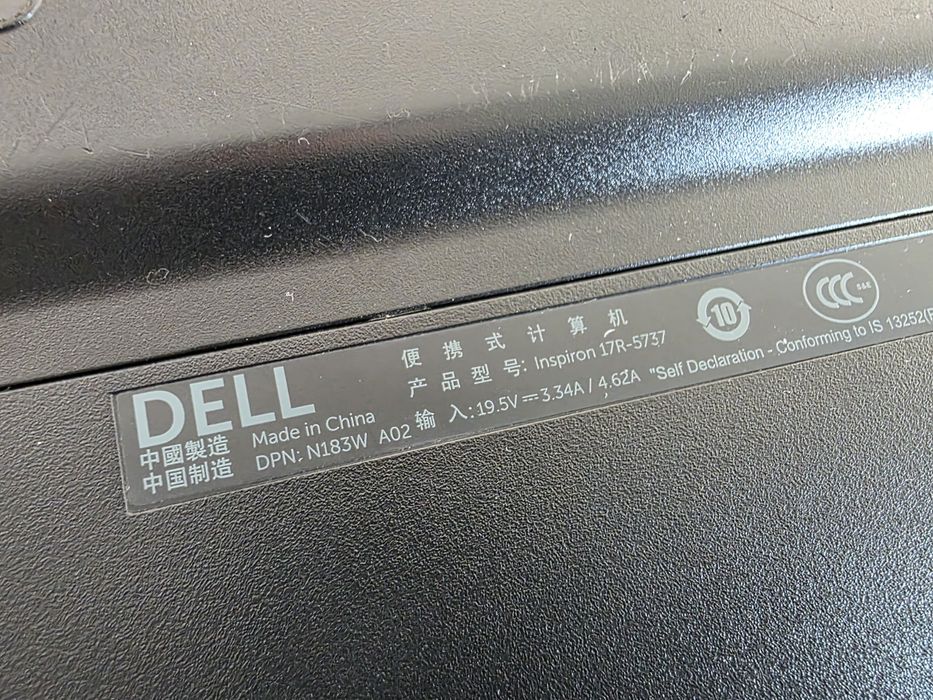 DELL
中國製造
中国制造
Made in China
DPN: N183W A02
便携式计算机
产品型号: Inspiron 17R-5737
输入: 19.5V⎓3.34A / 4.62A "Self Declaration - Conforming to IS 13252(P
10
CCC S&E